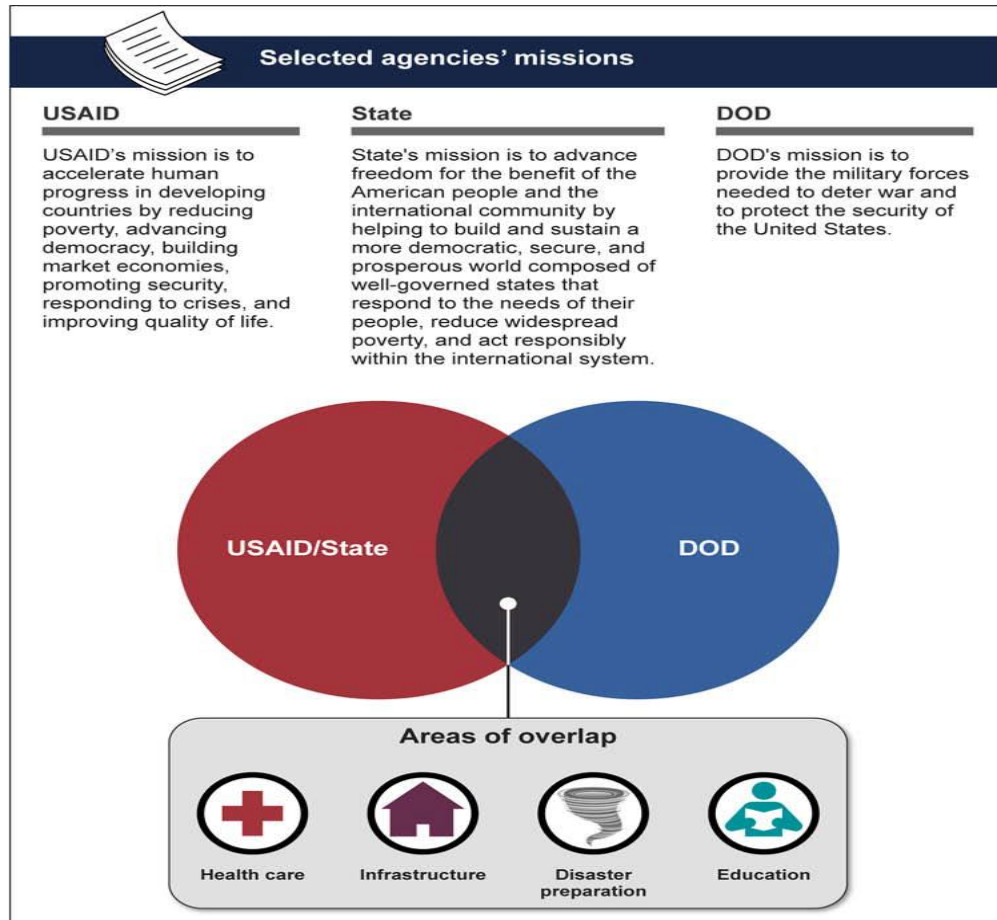 Selected agencies’ missions
USAID
USAID’s mission is to
accelerate human
progress in developing
countries by reducing
poverty, advancing
democracy, building
market economies,
promoting security,
responding to crises, and
improving quality of life.
State
State's mission is to advance
freedom for the benefit of the
American people and the
international community by
helping to build and sustain a
more democratic, secure, and
prosperous world composed of
well-governed states that
respond to the needs of their
people, reduce widespread
poverty, and act responsibly
within the international system.
DOD
DOD's mission is to
provide the military forces
needed to deter war and
to protect the security of
the United States.
USAID/State
DOD
Areas of overlap
Health care
Infrastructure
Disaster
preparation
Education